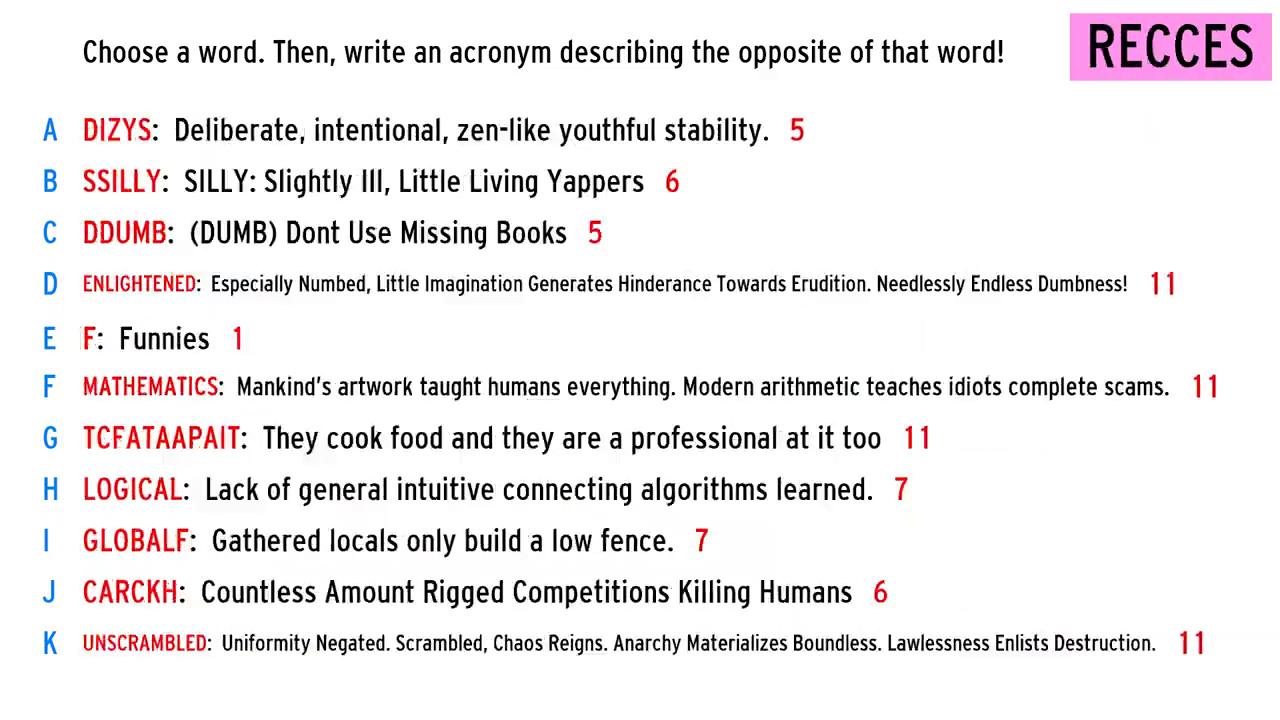 Choose a word. Then, write an acronym describing the opposite of that word!
RECCES
A DIZYS: Deliberate, intentional, zen-like youthful stability. 5
B SSILLY: SILLY: Slightly Ill, Little Living Yappers 6
C DDUMB: (DUMB) Dont Use Missing Books 5
D ENLIGHTENED: Especially Numbed, Little Imagination Generates Hinderance Towards Erudition. Needlessly Endless Dumbness! 11
E F: Funnies 1
F MATHEMATICS: Mankind's artwork taught humans everything. Modern arithmetic teaches idiots complete scams. 11
G TCFATAAPAIT: They cook food and they are a professional at it too 11
H LOGICAL: Lack of general intuitive connecting algorithms learned. 7
I GLOBALF: Gathered locals only build a low fence. 7
J CARCKH: Countless Amount Rigged Competitions Killing Humans 6
K UNSCRAMBLED: Uniformity Negated. Scrambled, Chaos Reigns. Anarchy Materializes Boundless. Lawlessness Enlists Destruction. 11